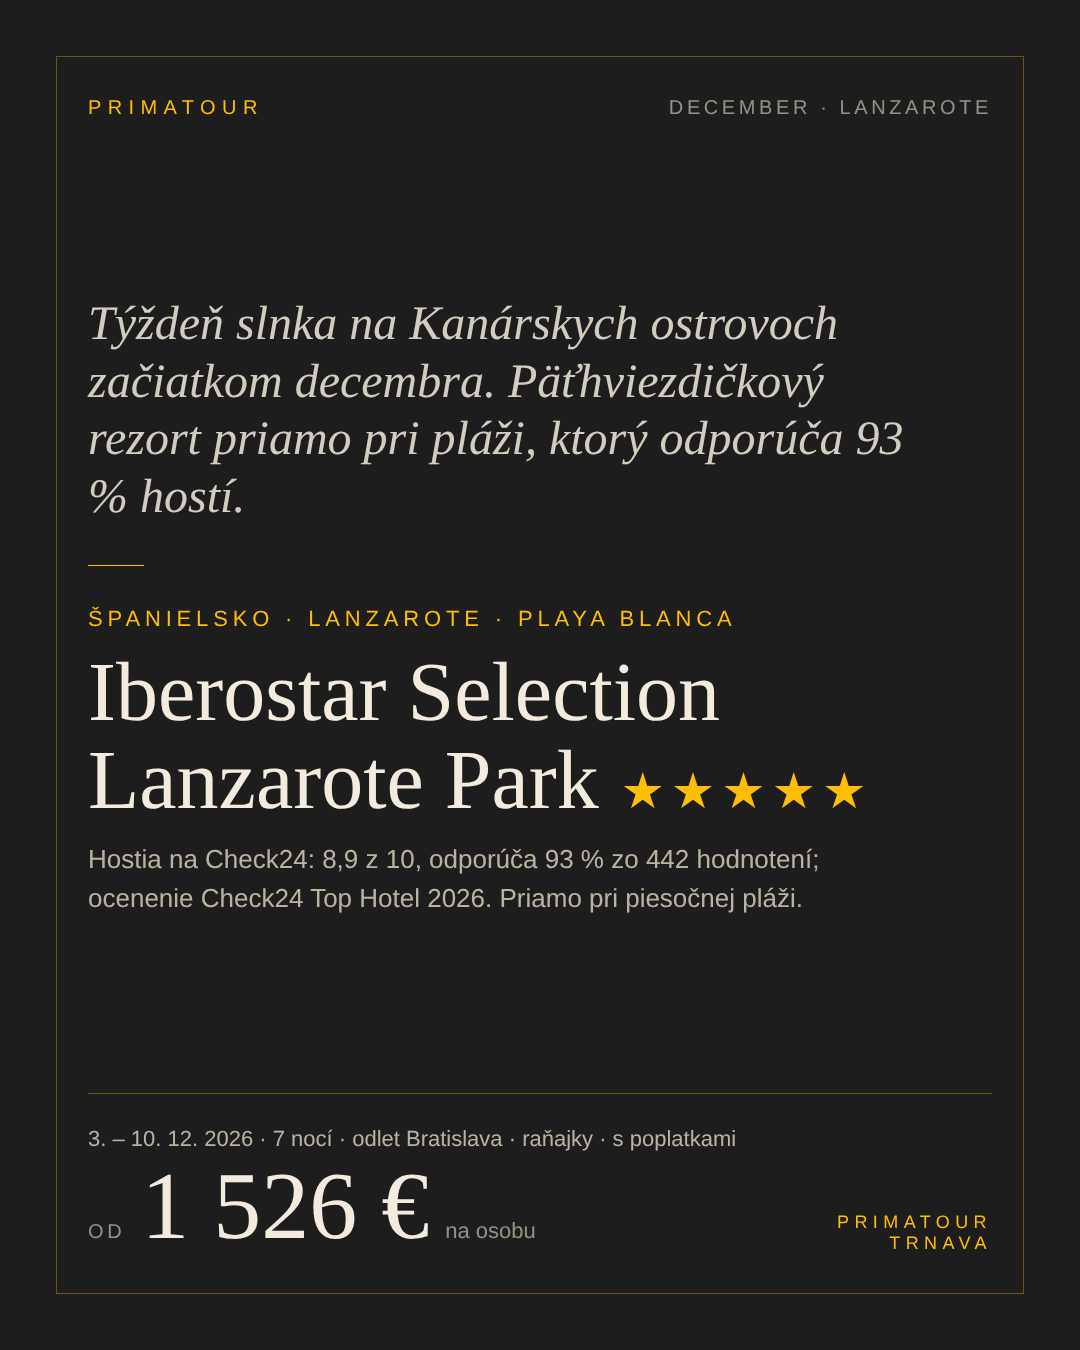 PRIMATOUR
DECEMBER · LANZAROTE
Týždeň slnka na Kanárskych ostrovoch
začiatkom decembra. Päťhviezdičkový
rezort priamo pri pláži, ktorý odporúča 93
% hostí.
ŠPANIELSKO · LANZAROTE · PLAYA BLANCA
Iberostar Selection
Lanzarote Park ★★★★★
Hostia na Check24: 8,9 z 10, odporúča 93 % zo 442 hodnotení;
ocenenie Check24 Top Hotel 2026. Priamo pri piesočnej pláži.
3. – 10. 12. 2026 · 7 nocí · odlet Bratislava · raňajky · s poplatkami
OD 1 526 € na osobu
PRIMATOUR
TRNAVA